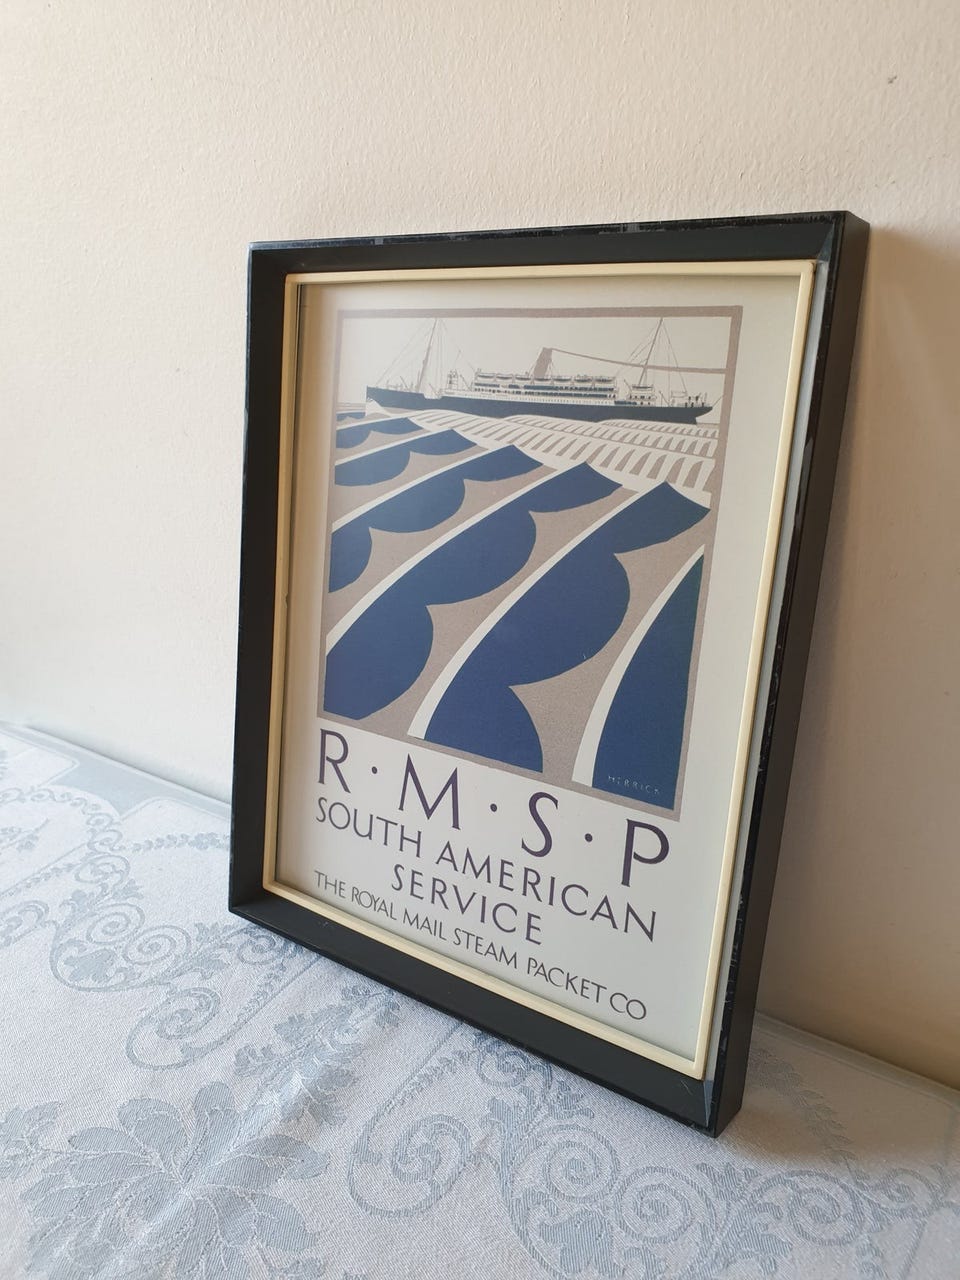 HERRICK
R·M·S·P
SOUTH AMERICAN
SERVICE
THE ROYAL MAIL STEAM PACKET CO